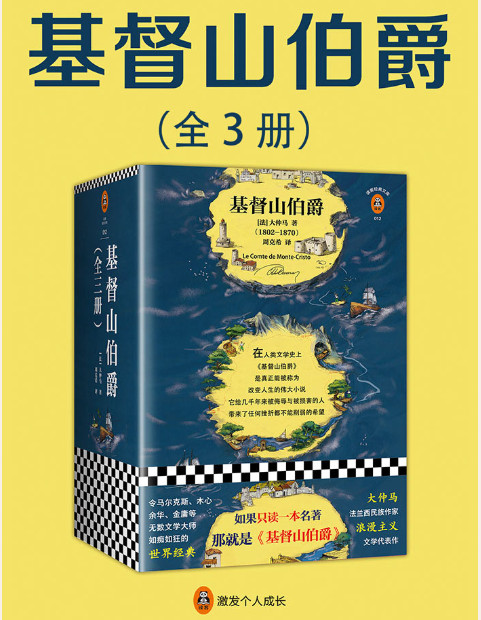 基督山伯爵
（全3册）
基督山伯爵
[法]大仲马 著
(1802-1870)
周克希 译
Le Comte de Monte-Cristo
012
在人类文学史上
《基督山伯爵》
是真正能被称为
改变人生的伟大小说
它给几千年来被侮辱与被损害的人
带来了任何挫折都不能剥弱的希望
基督山伯爵
（全三册）
令马尔克斯、木心
余华、金庸等
无数文学大师
如痴如狂的
世界经典
如果只读一本名著
那就是《基督山伯爵》
大仲马
法兰西民族作家
浪漫主义
文学代表作
读客
激发个人成长